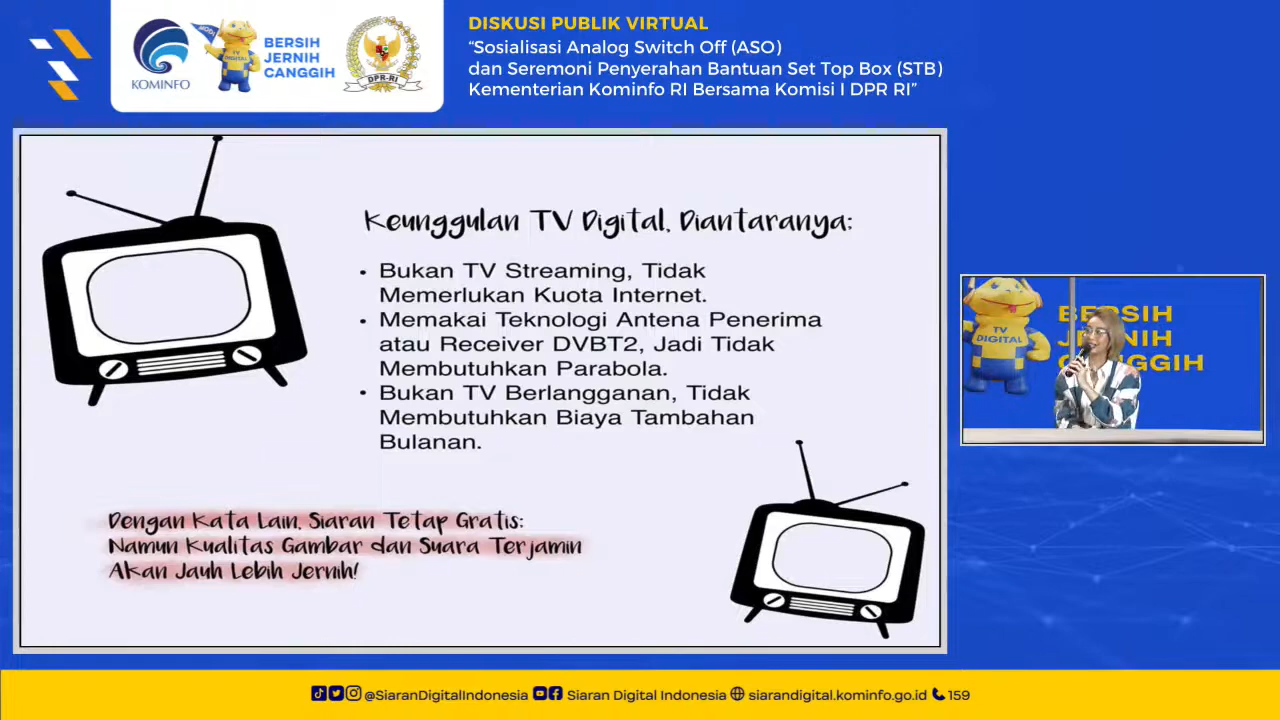 DISKUSI PUBLIK VIRTUAL
“Sosialisasi Analog Switch Off (ASO)
dan Seremoni Penyerahan Bantuan Set Top Box (STB)
Kementerian Kominfo RI Bersama Komisi I DPR RI”
KOMINFO
TV
DIGITAL
BERSIH
JERNIH
CANGGIH
DPR-RI
Keunggulan TV Digital, Diantaranya:
• Bukan TV Streaming, Tidak
Memerlukan Kuota Internet.
• Memakai Teknologi Antena Penerima
atau Receiver DVBT2, Jadi Tidak
Membutuhkan Parabola.
• Bukan TV Berlangganan, Tidak
Membutuhkan Biaya Tambahan
Bulanan.
Dengan Kata Lain, Siaran Tetap Gratis;
Namun Kualitas Gambar dan Suara Terjamin
Akan Jauh Lebih Jernih!
TV
DIGITAL
BERSIH
JERNIH
CANGGIH
@SiaranDigitalIndonesia Siaran Digital Indonesia siarandigital.kominfo.go.id 159